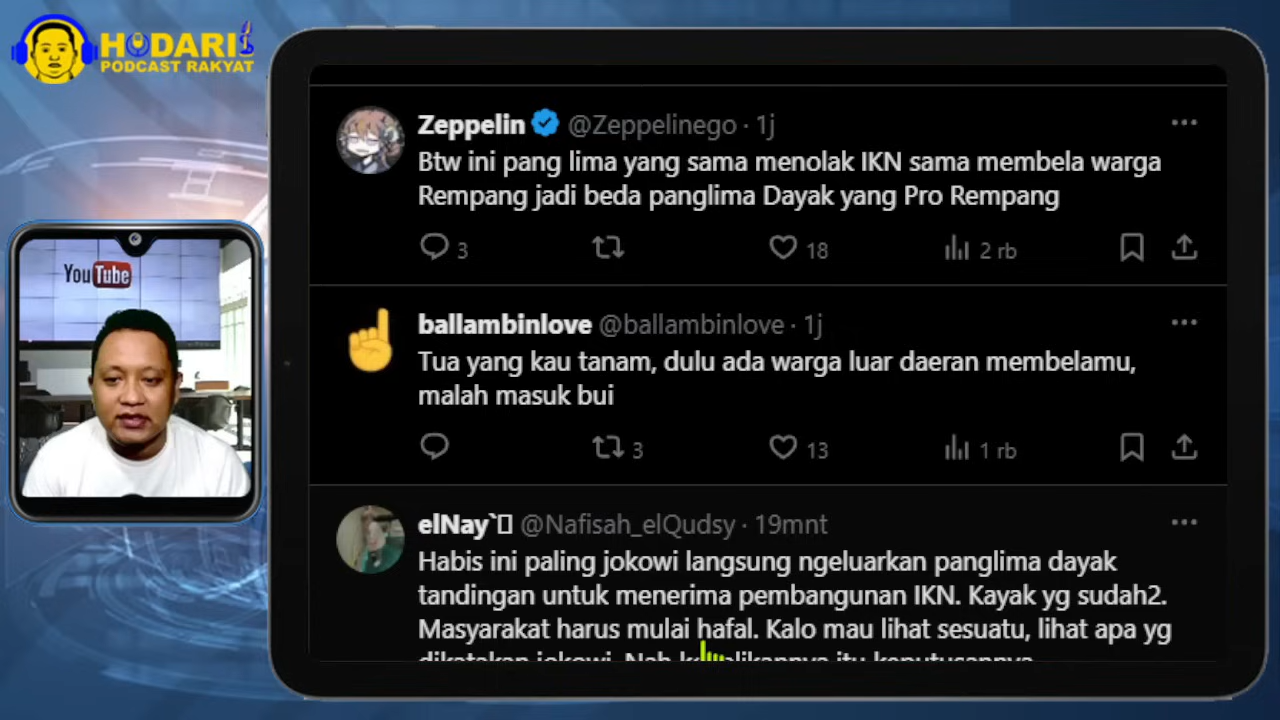 HUDARI
PODCAST RAKYAT
YouTube
Zeppelin @Zeppelinego · 1j
Btw ini pang lima yang sama menolak IKN sama membela warga
Rempang jadi beda panglima Dayak yang Pro Rempang
3 18 2 rb
ballambinlove @ballambinlove · 1j
Tua yang kau tanam, dulu ada warga luar daeran membelamu,
malah masuk bui
3 13 1 rb
elNay` @Nafisah_elQudsy · 19mnt
Habis ini paling jokowi langsung ngeluarkan panglima dayak
tandingan untuk menerima pembangunan IKN. Kayak yg sudah2.
Masyarakat harus mulai hafal. Kalo mau lihat sesuatu, lihat apa yg
dikatakan jokowi. Nah itu keputusannya